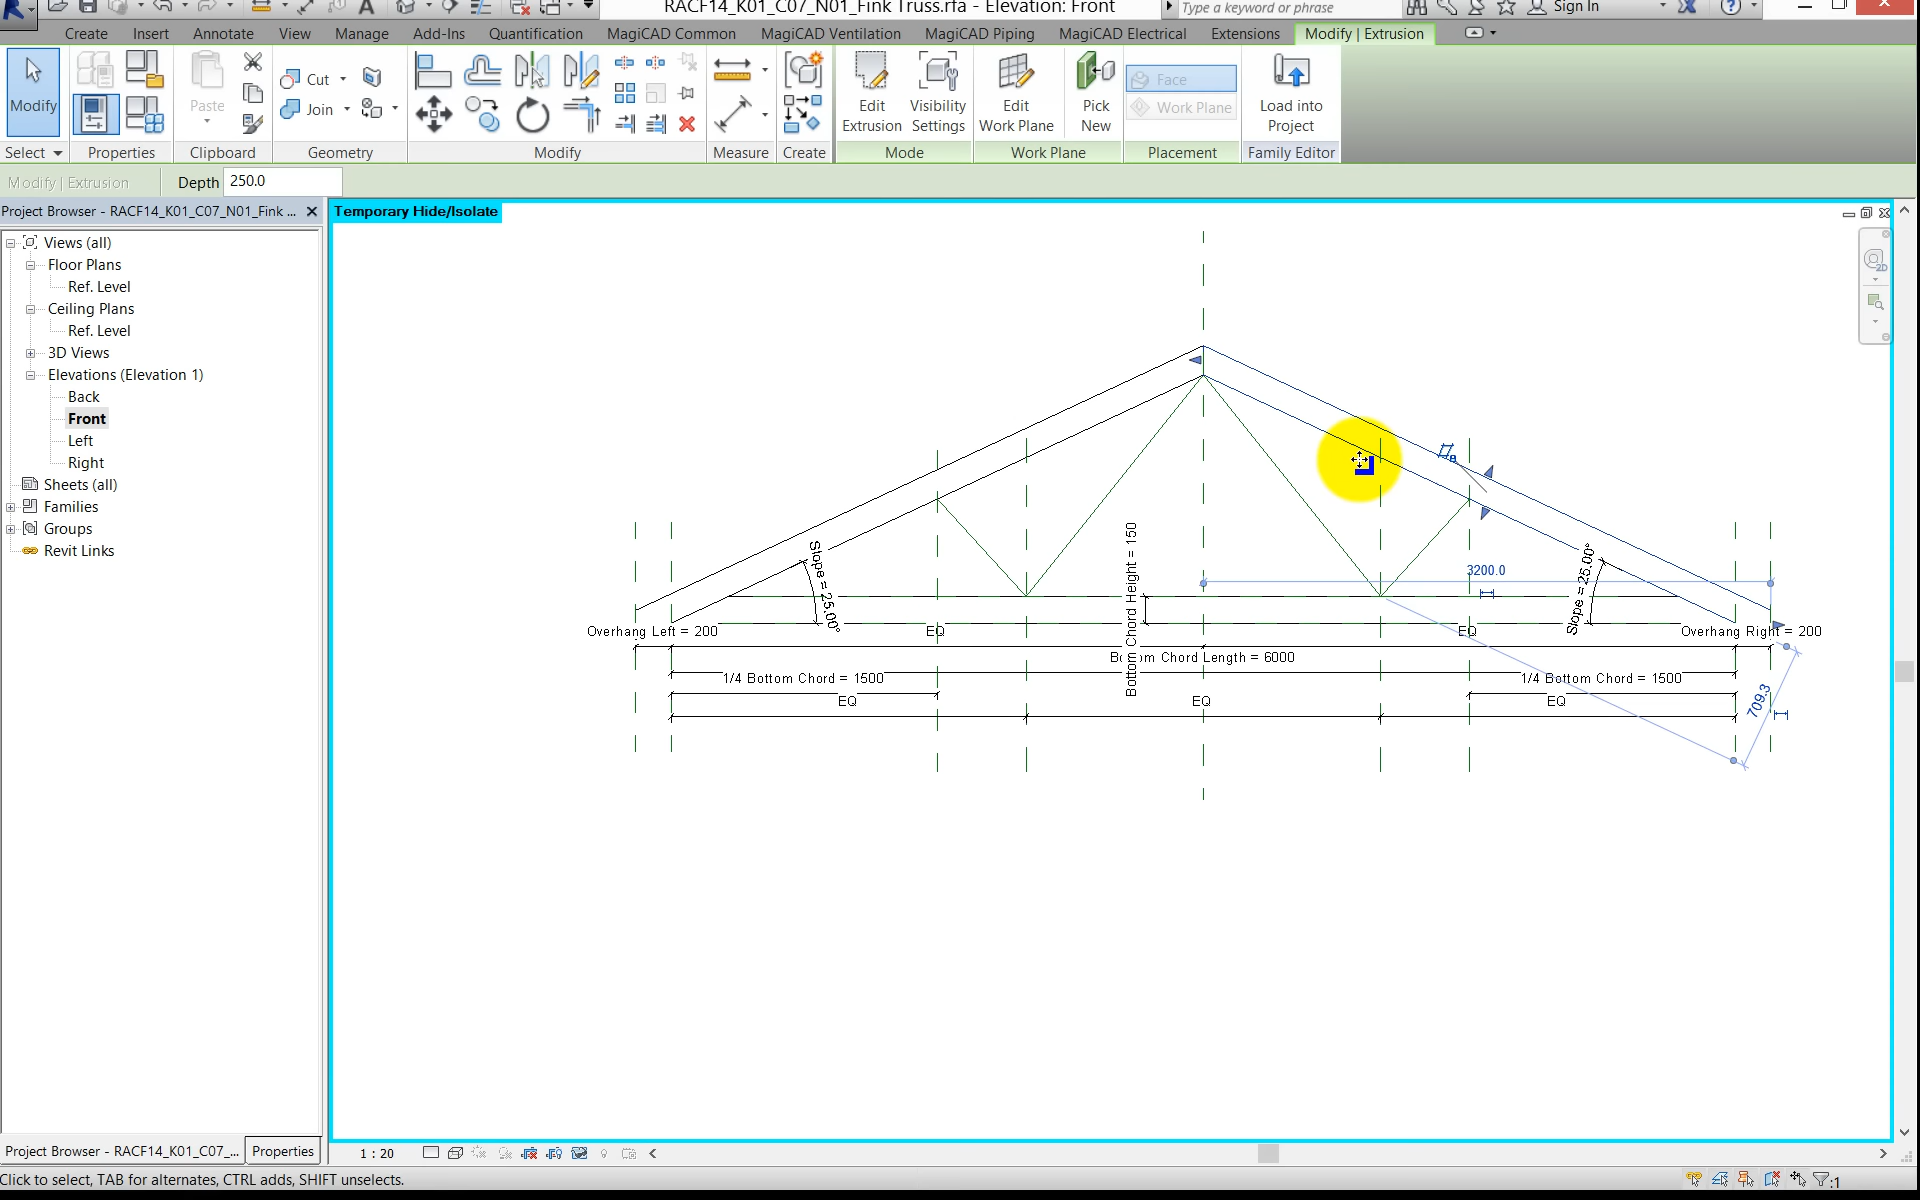 RACF14_K01_C07_N01_Fink Truss.rfa - Elevation: Front
Type a keyword or phrase
Sign In
Create Insert Annotate View Manage Add-Ins Quantification MagiCAD Common MagiCAD Ventilation MagiCAD Piping MagiCAD Electrical Extensions Modify | Extrusion
Modify
Paste
Cut
Join
Edit Extrusion
Visibility Settings
Edit Work Plane
Pick New
Face
Work Plane
Load into Project
Select Properties Clipboard Geometry Modify Measure Create Mode Work Plane Placement Family Editor
Modify | Extrusion
Depth 250.0
Project Browser - RACF14_K01_C07_N01_Fink ...
Temporary Hide/Isolate
Views (all)
Floor Plans
Ref. Level
Ceiling Plans
Ref. Level
3D Views
Elevations (Elevation 1)
Back
Front
Left
Right
Sheets (all)
Families
Groups
Revit Links
2D
Slope = 25.00°
Bottom Chord Height = 150
3200.0
Slope = 25.00°
Overhang Left = 200
EQ
EQ
Overhang Right = 200
Bottom Chord Length = 6000
1/4 Bottom Chord = 1500
1/4 Bottom Chord = 1500
EQ
EQ
EQ
709.3
Project Browser - RACF14_K01_C07_...
Properties
1 : 20
Click to select, TAB for alternates, CTRL adds, SHIFT unselects.
:1